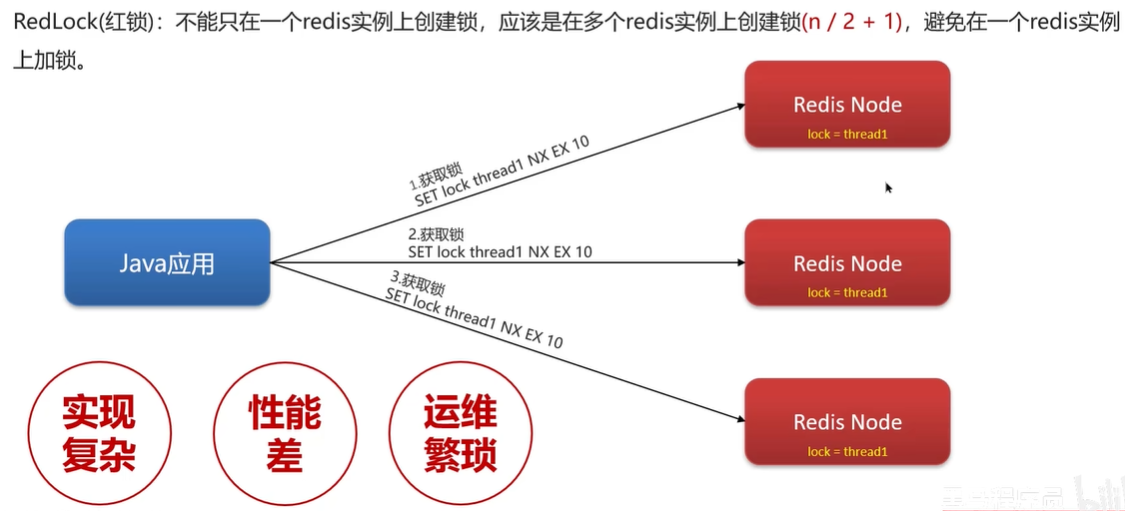 RedLock(红锁)：不能只在一个redis实例上创建锁，应该是在多个redis实例上创建锁(n / 2 + 1)，避免在一个redis实例
上加锁。
Redis Node
lock = thread1
1.获取锁
SET lock thread1 NX EX 10
Java应用
2.获取锁
SET lock thread1 NX EX 10
Redis Node
lock = thread1
3.获取锁
SET lock thread1 NX EX 10
实现
复杂
性能
差
运维
繁琐
Redis Node
lock = thread1